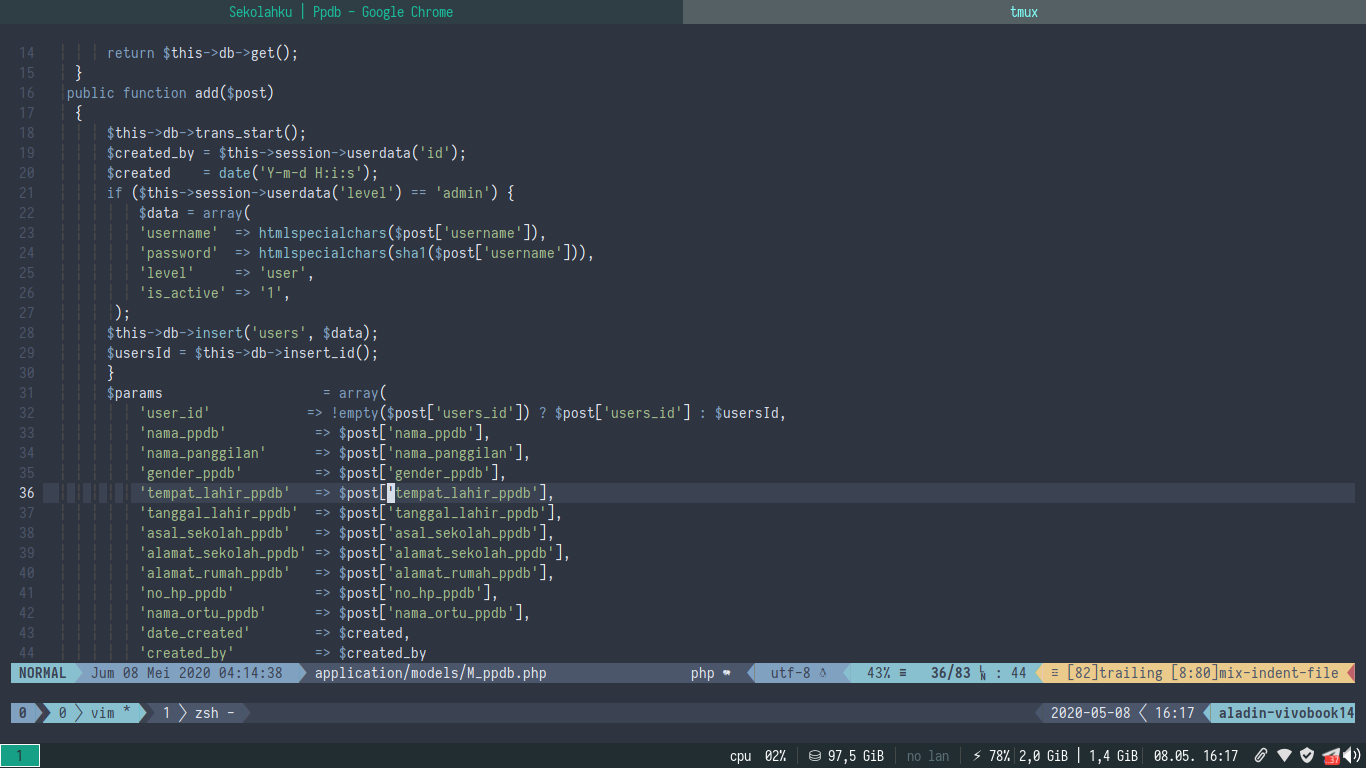 Sekolahku | Ppdb - Google Chrome
tmux
14 return $this->db->get();
15 }
16 public function add($post)
17 {
18 $this->db->trans_start();
19 $created_by = $this->session->userdata('id');
20 $created    = date('Y-m-d H:i:s');
21 if ($this->session->userdata('level') == 'admin') {
22 $data = array(
23 'username'  => htmlspecialchars($post['username']),
24 'password'  => htmlspecialchars(sha1($post['username'])),
25 'level'     => 'user',
26 'is_active' => '1',
27 );
28 $this->db->insert('users', $data);
29 $usersId = $this->db->insert_id();
30 }
31 $params                    = array(
32 'user_id'            => !empty($post['users_id']) ? $post['users_id'] : $usersId,
33 'nama_ppdb'           => $post['nama_ppdb'],
34 'nama_panggilan'      => $post['nama_panggilan'],
35 'gender_ppdb'         => $post['gender_ppdb'],
36 'tempat_lahir_ppdb'   => $post['tempat_lahir_ppdb'],
37 'tanggal_lahir_ppdb'  => $post['tanggal_lahir_ppdb'],
38 'asal_sekolah_ppdb'   => $post['asal_sekolah_ppdb'],
39 'alamat_sekolah_ppdb' => $post['alamat_sekolah_ppdb'],
40 'alamat_rumah_ppdb'   => $post['alamat_rumah_ppdb'],
41 'no_hp_ppdb'          => $post['no_hp_ppdb'],
42 'nama_ortu_ppdb'      => $post['nama_ortu_ppdb'],
43 'date_created'        => $created,
44 'created_by'          => $created_by
NORMAL Jum 08 Mei 2020 04:14:38 application/models/M_ppdb.php php utf-8 43% ≡ 36/83 : 44 ≡ [82]trailing [8:80]mix-indent-file
0 0 vim * 1 zsh - 2020-05-08 16:17 aladin-vivobook14
1 cpu 02% | 97,5 GiB | no lan | ⚡ 78% | 2,0 GiB | 1,4 GiB | 08.05. 16:17 37